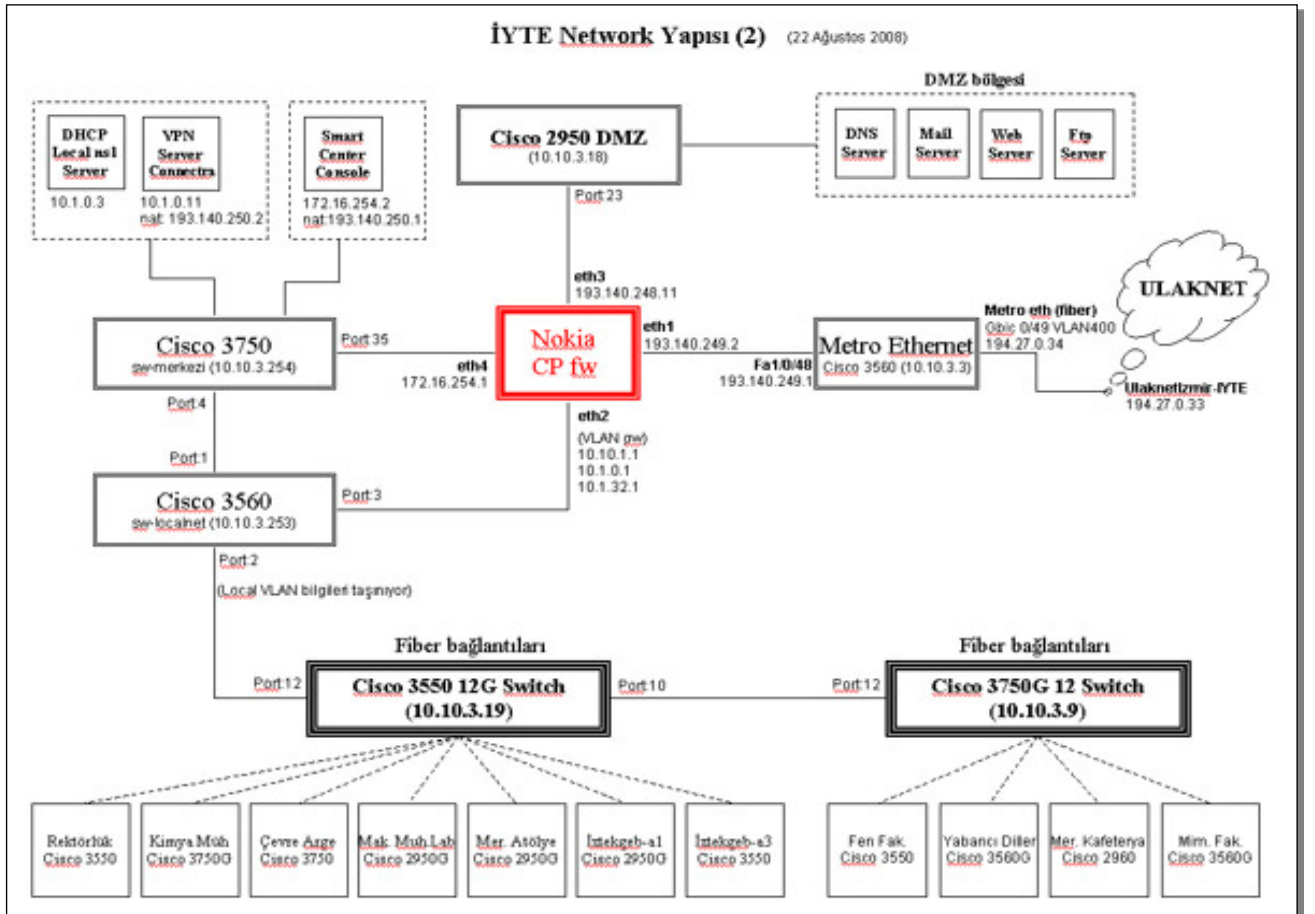 İYTE Network Yapısı (2) (22 Ağustos 2008)
DMZ bölgesi
DHCP
Local ns1
Server
10.1.0.3
VPN
Server
Connectra
10.1.0.11
nat: 193.140.250.2
Smart
Center
Console
172.16.254.2
nat:193.140.250.1
Cisco 2950 DMZ
(10.10.3.18)
Port:23
DNS
Server
Mail
Server
Web
Server
Ftp
Server
eth3
193.140.248.11
ULAKNET
Cisco 3750
sw-merkezi (10.10.3.254)
Port:35
eth4
172.16.254.1
Nokia
CP fw
eth1
193.140.249.2
Fa1/0/48
193.140.249.1
Metro Ethernet
Cisco 3560 (10.10.3.3)
Metro eth (fiber)
Gbic 0/49 VLAN400
194.27.0.34
UlaknetIzmir-IYTE
194.27.0.33
Port:4
Port:1
eth2
(VLAN gw)
10.10.1.1
10.1.0.1
10.1.32.1
Cisco 3560
sw-localnet (10.10.3.253)
Port:3
Port:2
(Local VLAN bilgileri taşınıyor)
Fiber bağlantıları
Port:12
Cisco 3550 12G Switch
(10.10.3.19)
Port:10
Fiber bağlantıları
Port:12
Cisco 3750G 12 Switch
(10.10.3.9)
Rektörlük
Cisco 3550
Kimya Müh
Cisco 3750G
Çevre Arge
Cisco 3750
Mak. Muh.Lab
Cisco 2950G
Mer. Atölye
Cisco 2950G
İztekgeb-a1
Cisco 2950G
İztekgeb-a3
Cisco 3550
Fen Fak.
Cisco 3550
Yabancı Diller
Cisco 3560G
Mer. Kafeterya
Cisco 2960
Mim. Fak.
Cisco 3560G